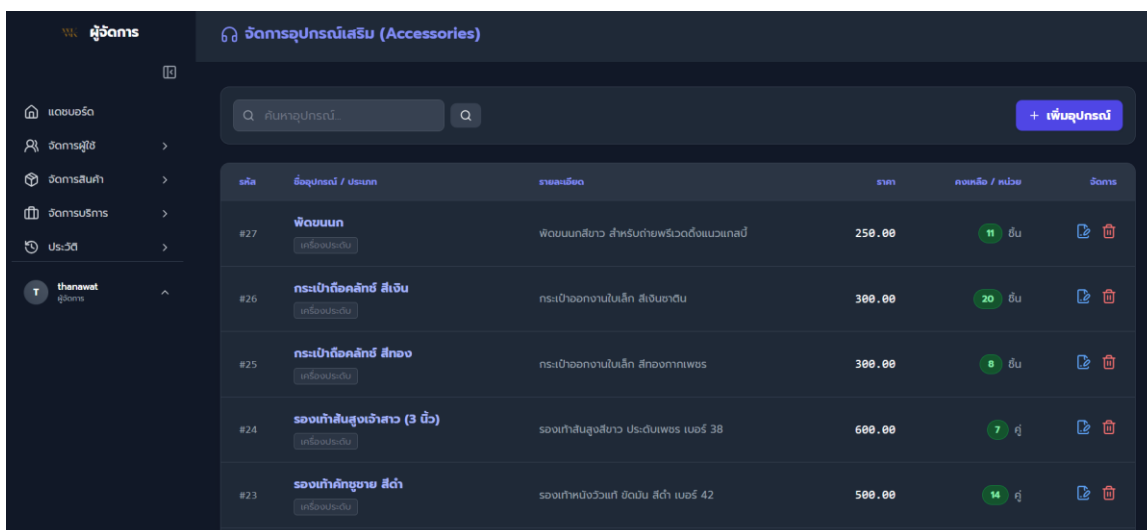 ผู้จัดการ
จัดการอุปกรณ์เสริม (Accessories)
แดชบอร์ด
จัดการผู้ใช้
จัดการสินค้า
จัดการบริการ
ประวัติ
T thanawat
ผู้จัดการ
ค้นหาอุปกรณ์...
+ เพิ่มอุปกรณ์
รหัส ชื่ออุปกรณ์ / ประเภท รายละเอียด ราคา คงเหลือ / หน่วย จัดการ
#27 พัดขนนก เครื่องประดับ พัดขนนกสีขาว สำหรับถ่ายพรีเวดดิ้งแนวแกสบี้ 250.00 11 ชิ้น
#26 กระเป๋าถือคลัทช์ สีเงิน เครื่องประดับ กระเป๋าออกงานใบเล็ก สีเงินซาติน 300.00 20 ชิ้น
#25 กระเป๋าถือคลัทช์ สีทอง เครื่องประดับ กระเป๋าออกงานใบเล็ก สีทองกากเพชร 300.00 8 ชิ้น
#24 รองเท้าส้นสูงเจ้าสาว (3 นิ้ว) เครื่องประดับ รองเท้าส้นสูงสีขาว ประดับเพชร เบอร์ 38 600.00 7 คู่
#23 รองเท้าคัทชูชาย สีดำ เครื่องประดับ รองเท้าหนังวัวแท้ ขัดมัน สีดำ เบอร์ 42 500.00 14 คู่